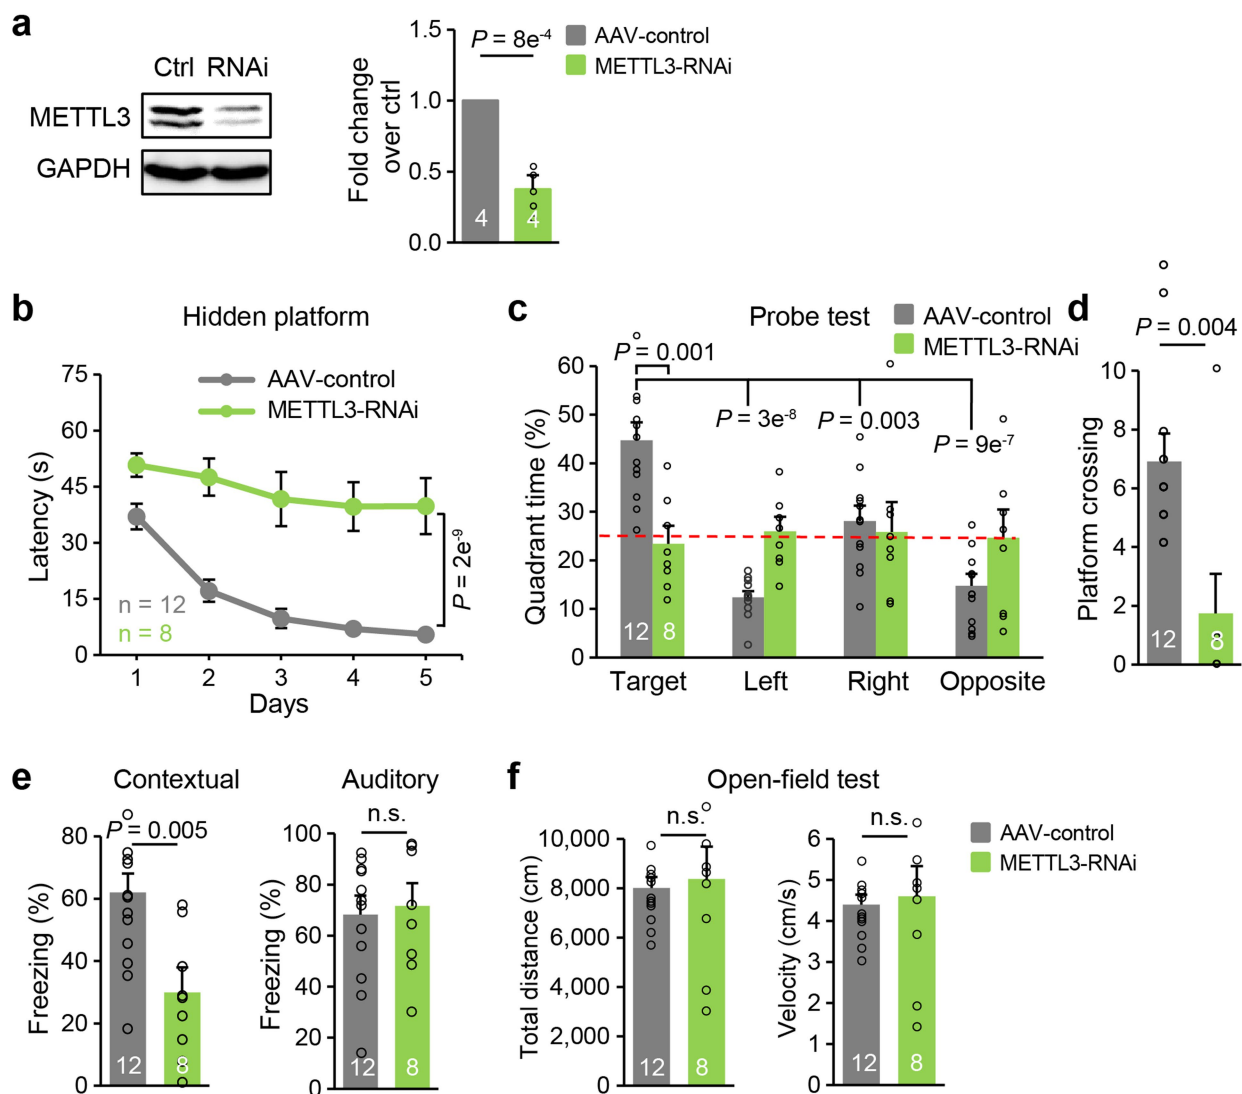 a
Ctrl RNAi
METTL3
GAPDH
Fold change
over ctrl
1.5
1.0
0.5
0.0
P = 8e-4
4
4
AAV-control
METTL3-RNAi
b
Hidden platform
Latency (s)
75
60
45
30
15
0
AAV-control
METTL3-RNAi
n = 12
n = 8
P = 2e-9
1 2 3 4 5
Days
c
Probe test
AAV-control
METTL3-RNAi
Quadrant time (%)
60
50
40
30
20
10
0
P = 0.001
P = 3e-8
P = 0.003
P = 9e-7
12 8
Target Left Right Opposite
d
P = 0.004
Platform crossing
10
8
6
4
2
0
12 8
e
Contextual
P = 0.005
Freezing (%)
80
60
40
20
0
12 8
Auditory
n.s.
Freezing (%)
100
80
60
40
20
0
12 8
f
Open-field test
n.s.
Total distance (cm)
10,000
8,000
6,000
4,000
2,000
0
12 8
n.s.
Velocity (cm/s)
6
5
4
3
2
1
0
12 8
AAV-control
METTL3-RNAi